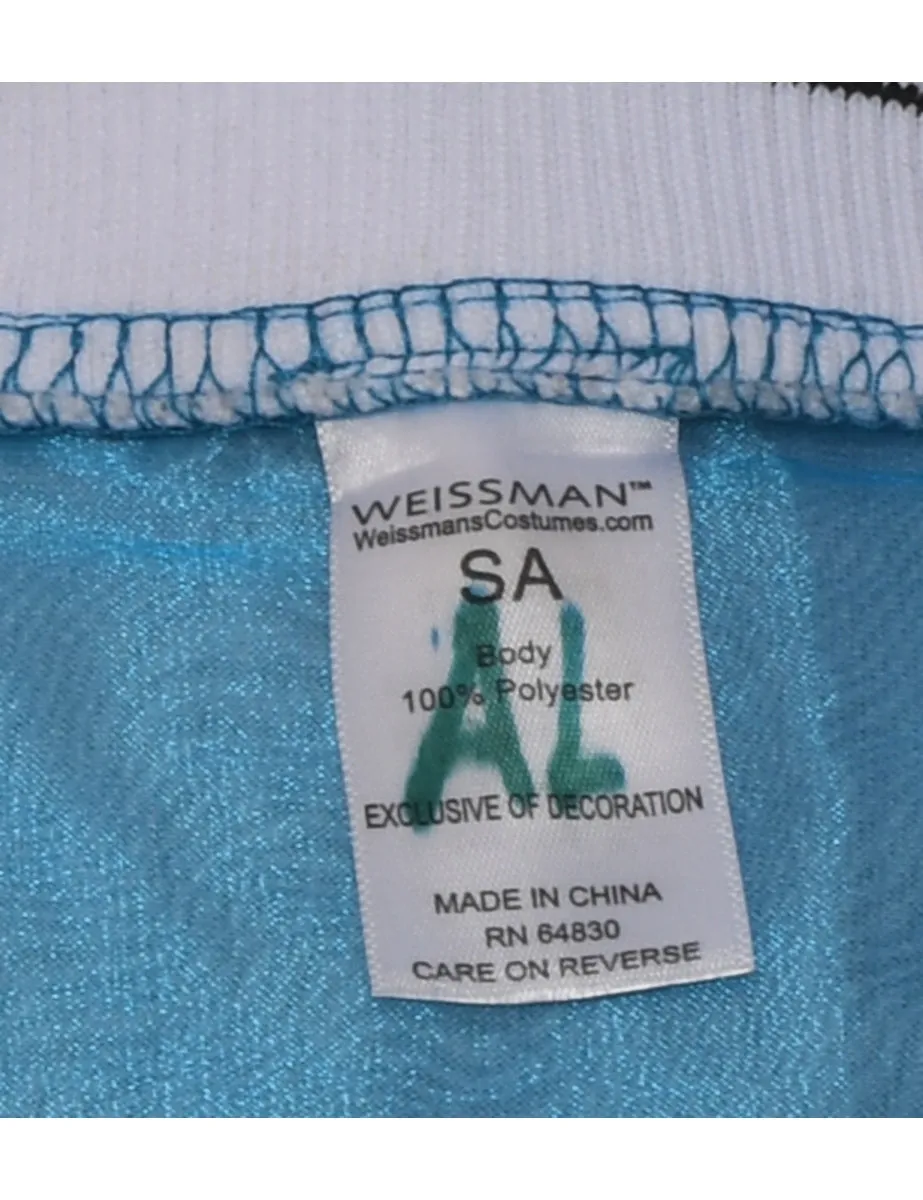 WEISSMAN™
WeissmansCostumes.com
SA
AL
Body
100% Polyester
EXCLUSIVE OF DECORATION
MADE IN CHINA
RN 64830
CARE ON REVERSE